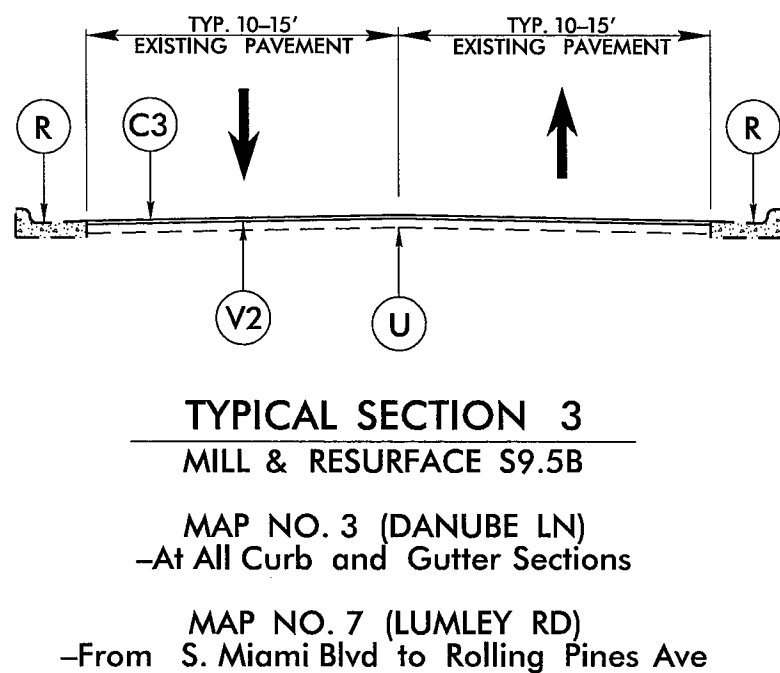 TYP. 10–15' TYP. 10–15'
EXISTING PAVEMENT EXISTING PAVEMENT
R C3 R
V2 U
TYPICAL SECTION 3
MILL & RESURFACE S9.5B
MAP NO. 3 (DANUBE LN)
–At All Curb and Gutter Sections
MAP NO. 7 (LUMLEY RD)
–From S. Miami Blvd to Rolling Pines Ave